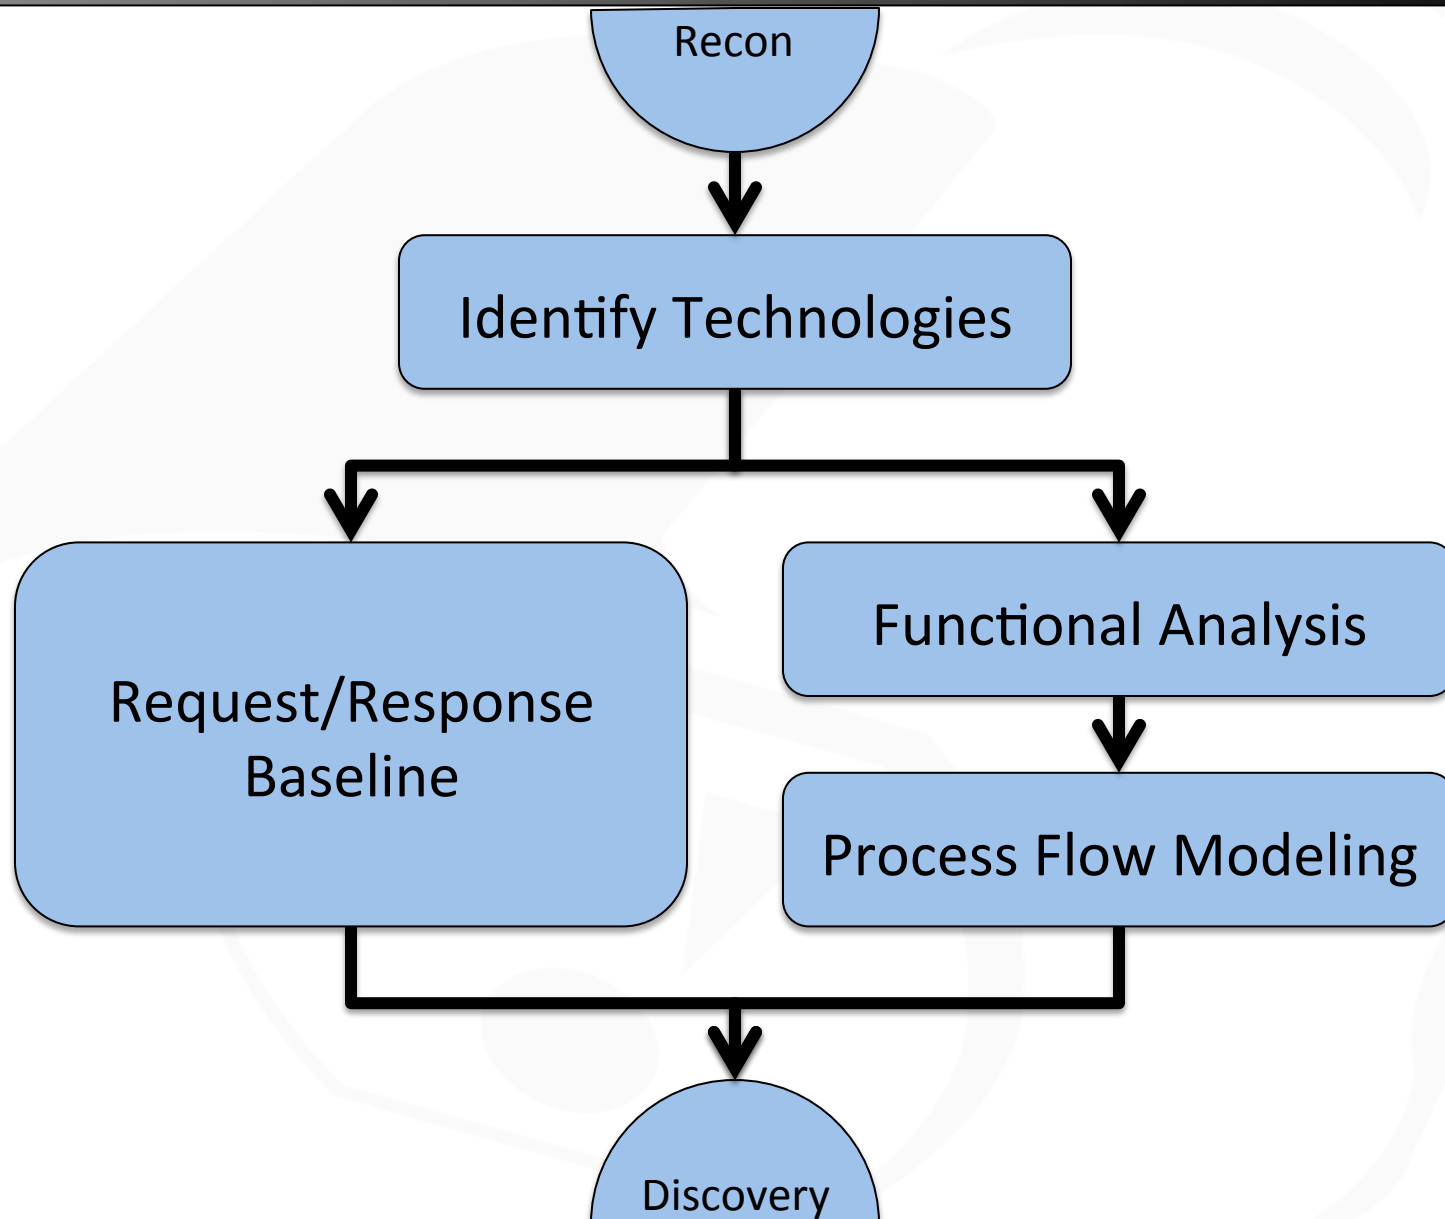 Recon
Identify Technologies
Request/Response
Baseline
Functional Analysis
Process Flow Modeling
Discovery